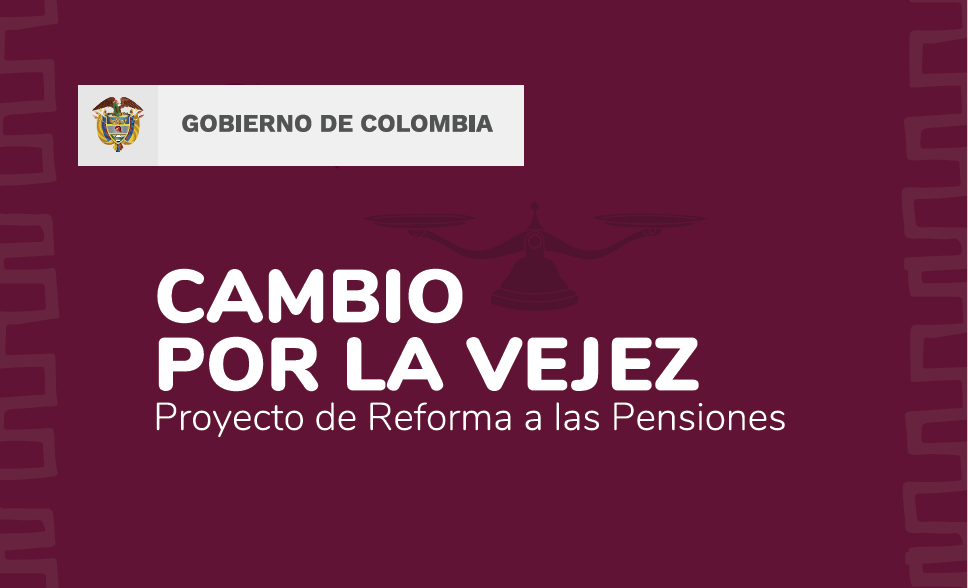 GOBIERNO DE COLOMBIA
CAMBIO
POR LA VEJEZ
Proyecto de Reforma a las Pensiones